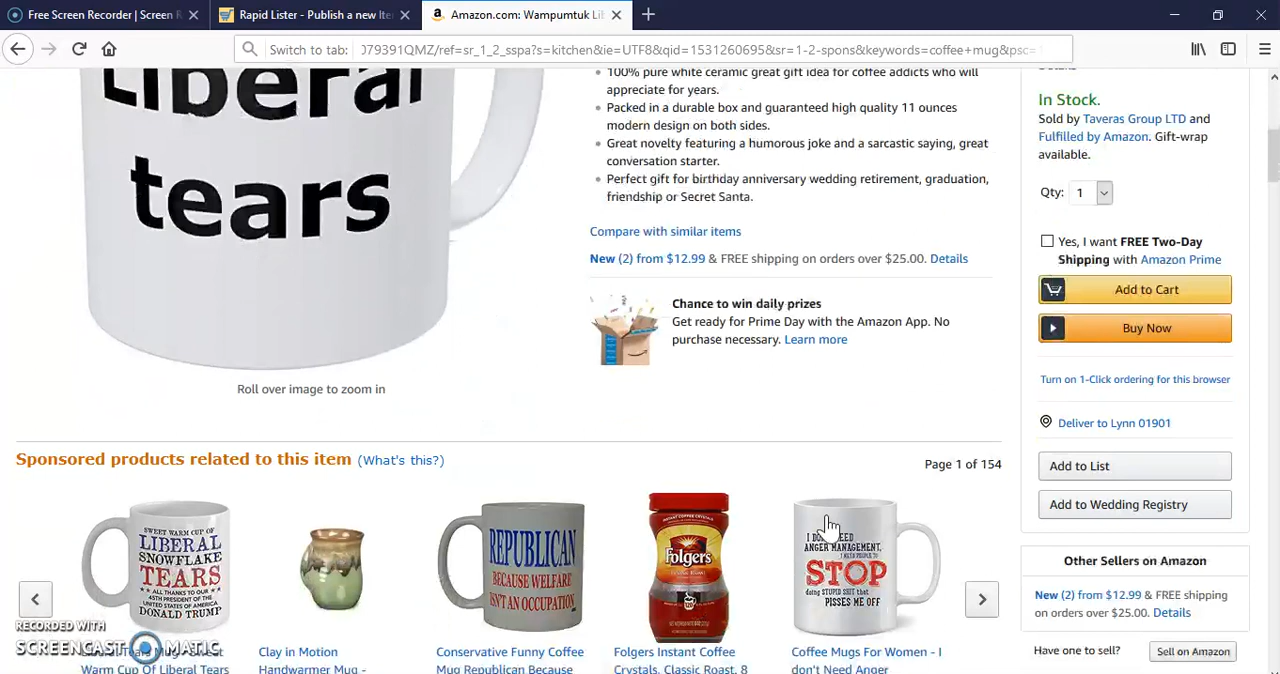 Free Screen Recorder | Screen R
Rapid Lister - Publish a new Ite
Amazon.com: Wampumtuk Lib
Switch to tab: J79391QMZ/ref=sr_1_2_sspa?s=kitchen&ie=UTF8&qid=1531260695&sr=1-2-spons&keywords=coffee+mug&psc=
Liberal
tears
Roll over image to zoom in
100% pure white ceramic great gift idea for coffee addicts who will
appreciate for years.
Packed in a durable box and guaranteed high quality 11 ounces
modern design on both sides.
Great novelty featuring a humorous joke and a sarcastic saying, great
conversation starter.
Perfect gift for birthday anniversary wedding retirement, graduation,
friendship or Secret Santa.
Compare with similar items
New (2) from $12.99 & FREE shipping on orders over $25.00. Details
Chance to win daily prizes
Get ready for Prime Day with the Amazon App. No
purchase necessary. Learn more
Details
In Stock.
Sold by Taveras Group LTD and
Fulfilled by Amazon. Gift-wrap
available.
Qty: 1
Yes, I want FREE Two-Day
Shipping with Amazon Prime
Add to Cart
Buy Now
Turn on 1-Click ordering for this browser
Deliver to Lynn 01901
Add to List
Add to Wedding Registry
Other Sellers on Amazon
New (2) from $12.99 & FREE shipping
on orders over $25.00. Details
Have one to sell? Sell on Amazon
Sponsored products related to this item (What's this?)
Page 1 of 154
SWEET WARM CUP OF
LIBERAL
SNOWFLAKE
TEARS
ALL THANKS TO OUR
45TH PRESIDENT OF THE
UNITED STATES OF AMERICA
DONALD TRUMP
REPUBLICAN
BECAUSE WELFARE
ISN'T AN OCCUPATION
Folgers
I DON'T NEED
ANGER MANAGEMENT,
I NEED PEOPLE TO
STOP
doing STUPID SHIT that
PISSES ME OFF
RECORDED WITH
SCREENCAST MATIC
Warm Cup Of Liberal Tears
Clay in Motion
Handwarmer Mug -
Conservative Funny Coffee
Mug Republican Because
Folgers Instant Coffee
Crystals, Classic Roast, 8
Coffee Mugs For Women - I
don't Need Anger